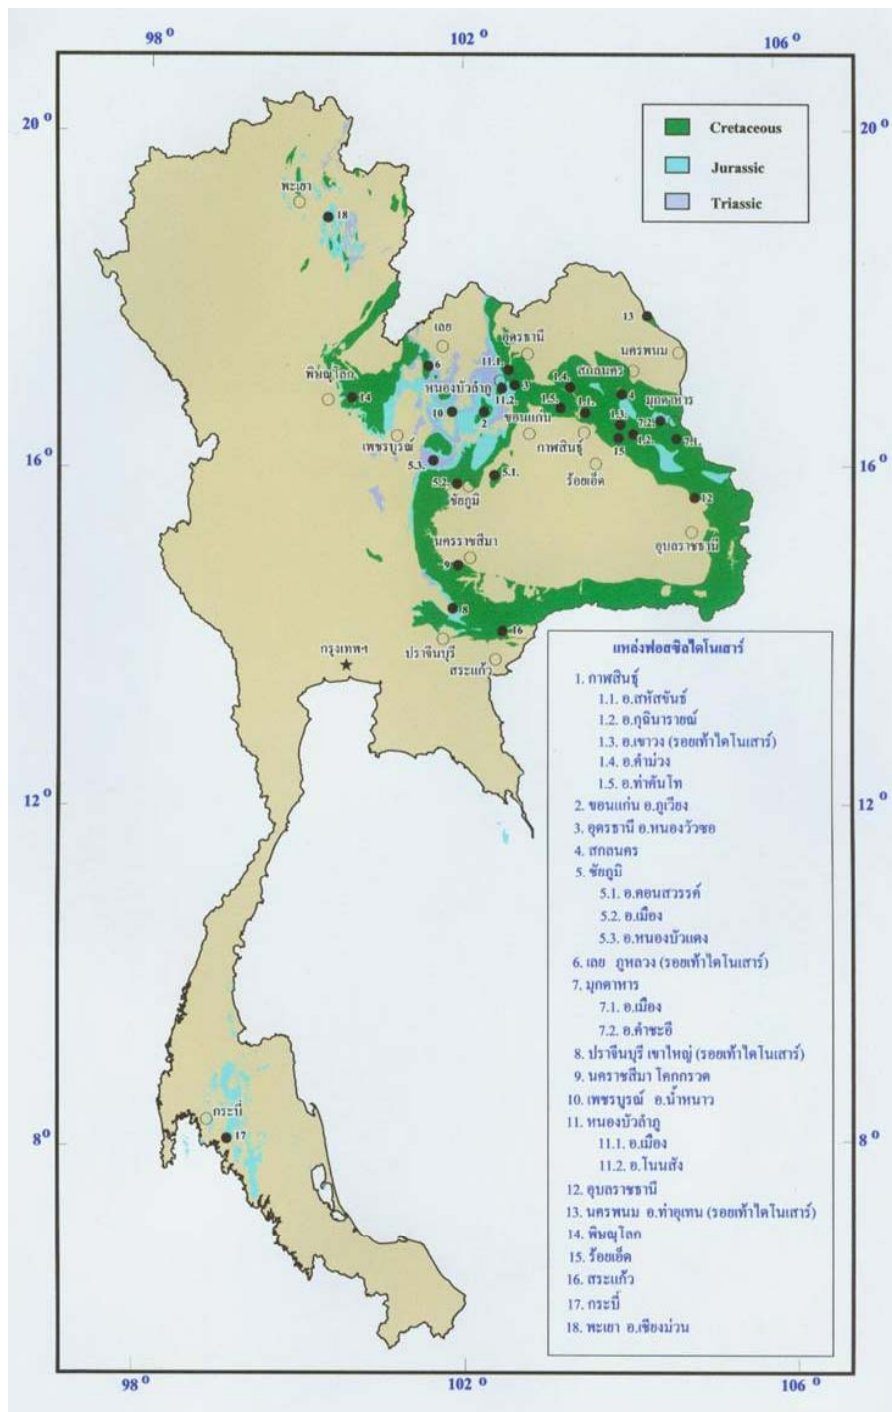 98 º
102 º
106 º
20 º
20 º
Cretaceous
Jurassic
Triassic
พะเยา
18
13
เลย
อุดรธานี
นครพนม
พิษณุโลก
6
11.1.
สกลนคร
1.4.
3
14
หนองบัวลำภู
4
มุกดาหาร
11.2.
1.5.
1.1.
10
2
ขอนแก่น
1.3.
7.2.
เพชรบูรณ์
กาฬสินธุ์
1.2.
7.1.
15
16 º
5.3.
ร้อยเอ็ด
16 º
5.2.
5.1.
ชัยภูมิ
12
นครราชสีมา
อุบลราชธานี
9
8
16
กรุงเทพฯ
ปราจีนบุรี
สระแก้ว
แหล่งฟอสซิลไดโนเสาร์
1. กาฬสินธุ์
1.1. อ.สหัสขันธ์
1.2. อ.กุฉินารายณ์
1.3. อ.เขาวง (รอยเท้าไดโนเสาร์)
1.4. อ.คำม่วง
1.5. อ.ท่าคันโท
2. ขอนแก่น อ.ภูเวียง
3. อุดรธานี อ.หนองวัวซอ
4. สกลนคร
5. ชัยภูมิ
5.1. อ.คอนสวรรค์
5.2. อ.เมือง
5.3. อ.หนองบัวแดง
6. เลย ภูหลวง (รอยเท้าไดโนเสาร์)
7. มุกดาหาร
7.1. อ.เมือง
7.2. อ.คำชะอี
8. ปราจีนบุรี เขาใหญ่ (รอยเท้าไดโนเสาร์)
9. นคราชสีมา โคกกรวด
10. เพชรบูรณ์ อ.น้ำหนาว
11. หนองบัวลำภู
11.1. อ.เมือง
11.2. อ.โนนสัง
12. อุบลราชธานี
13. นครพนม อ.ท่าอุเทน (รอยเท้าไดโนเสาร์)
14. พิษณุโลก
15. ร้อยเอ็ด
16. สระแก้ว
17. กระบี่
18. พะเยา อ.เชียงม่วน
12 º
12 º
กระบี่
17
8 º
8 º
98 º
102 º
106 º